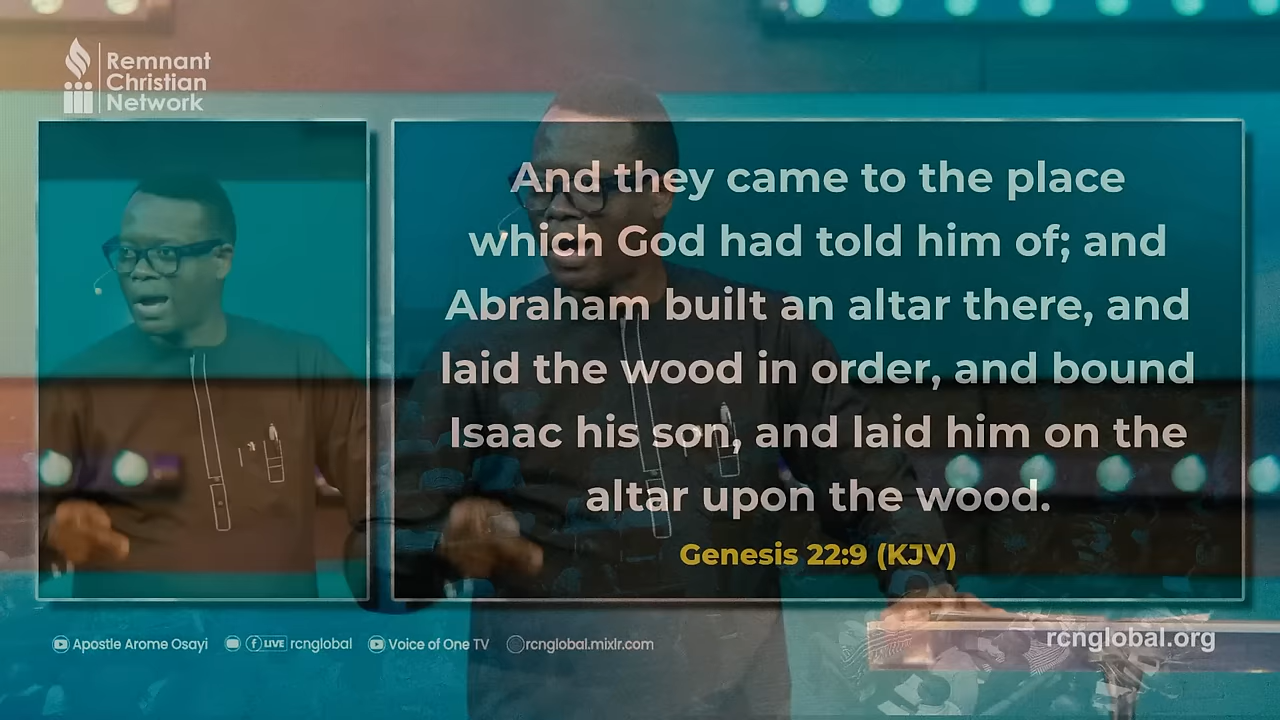 Remnant
Christian
Network
And they came to the place
which God had told him of; and
Abraham built an altar there, and
laid the wood in order, and bound
Isaac his son, and laid him on the
altar upon the wood.
Genesis 22:9 (KJV)
Apostle Arome Osayi LIVE rcnglobal Voice of One TV rcnglobal.mixlr.com
rcnglobal.org